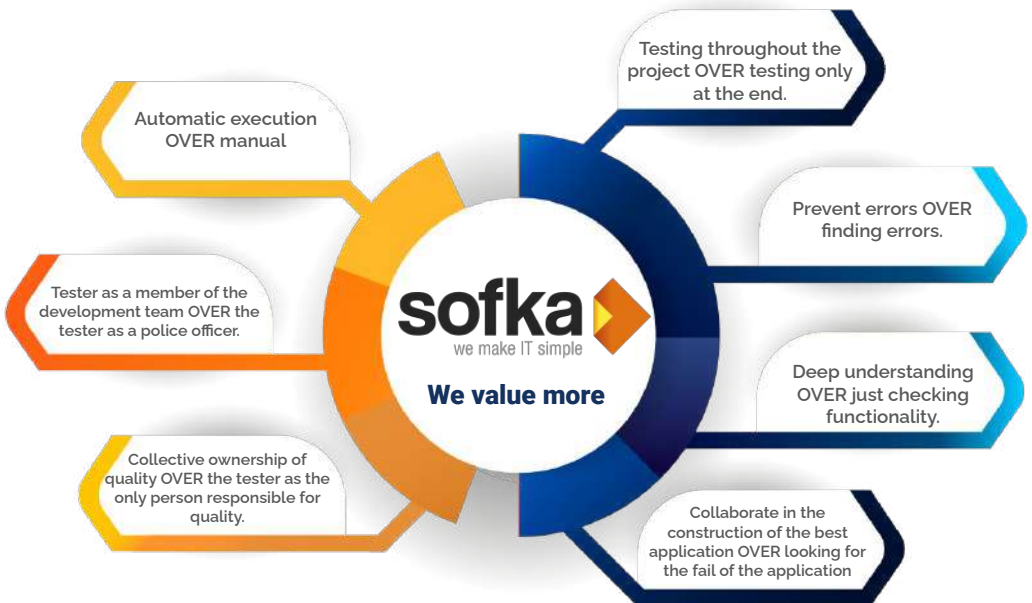 Testing throughout the
project OVER testing only
at the end.
Automatic execution
OVER manual
Prevent errors OVER
finding errors.
Tester as a member of the
development team OVER the
tester as a police officer.
sofka
we make IT simple
We value more
Deep understanding
OVER just checking
functionality.
Collective ownership of
quality OVER the tester as the
only person responsible for
quality.
Collaborate in the
construction of the best
application OVER looking for
the fail of the application